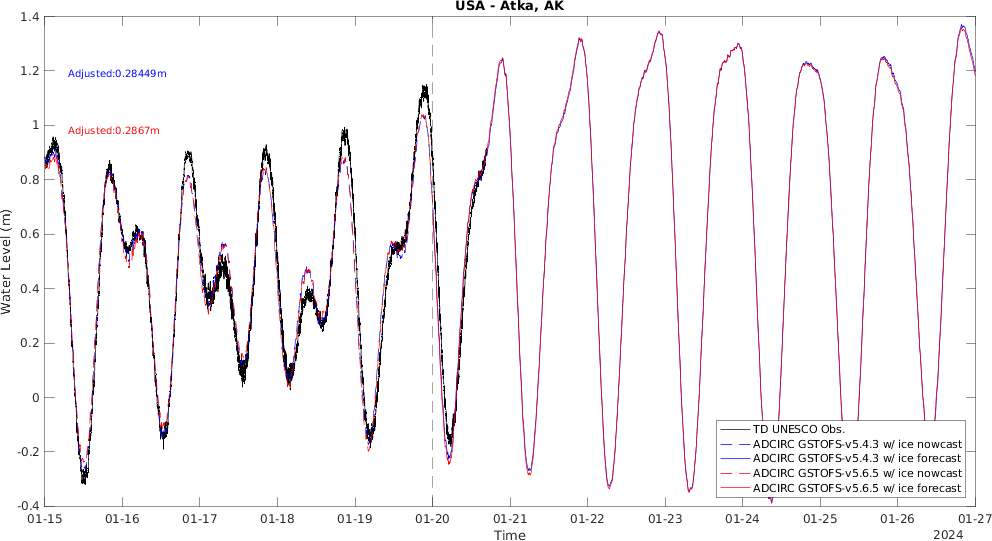 USA - Atka, AK
Adjusted:0.28449m
Adjusted:0.2867m
Water Level (m)
1.4
1.2
1
0.8
0.6
0.4
0.2
0
-0.2
-0.4
TD UNESCO Obs.
ADCIRC GSTOFS-v5.4.3 w/ ice nowcast
ADCIRC GSTOFS-v5.4.3 w/ ice forecast
ADCIRC GSTOFS-v5.6.5 w/ ice nowcast
ADCIRC GSTOFS-v5.6.5 w/ ice forecast
01-15 01-16 01-17 01-18 01-19 01-20 01-21 01-22 01-23 01-24 01-25 01-26 01-27
Time
2024